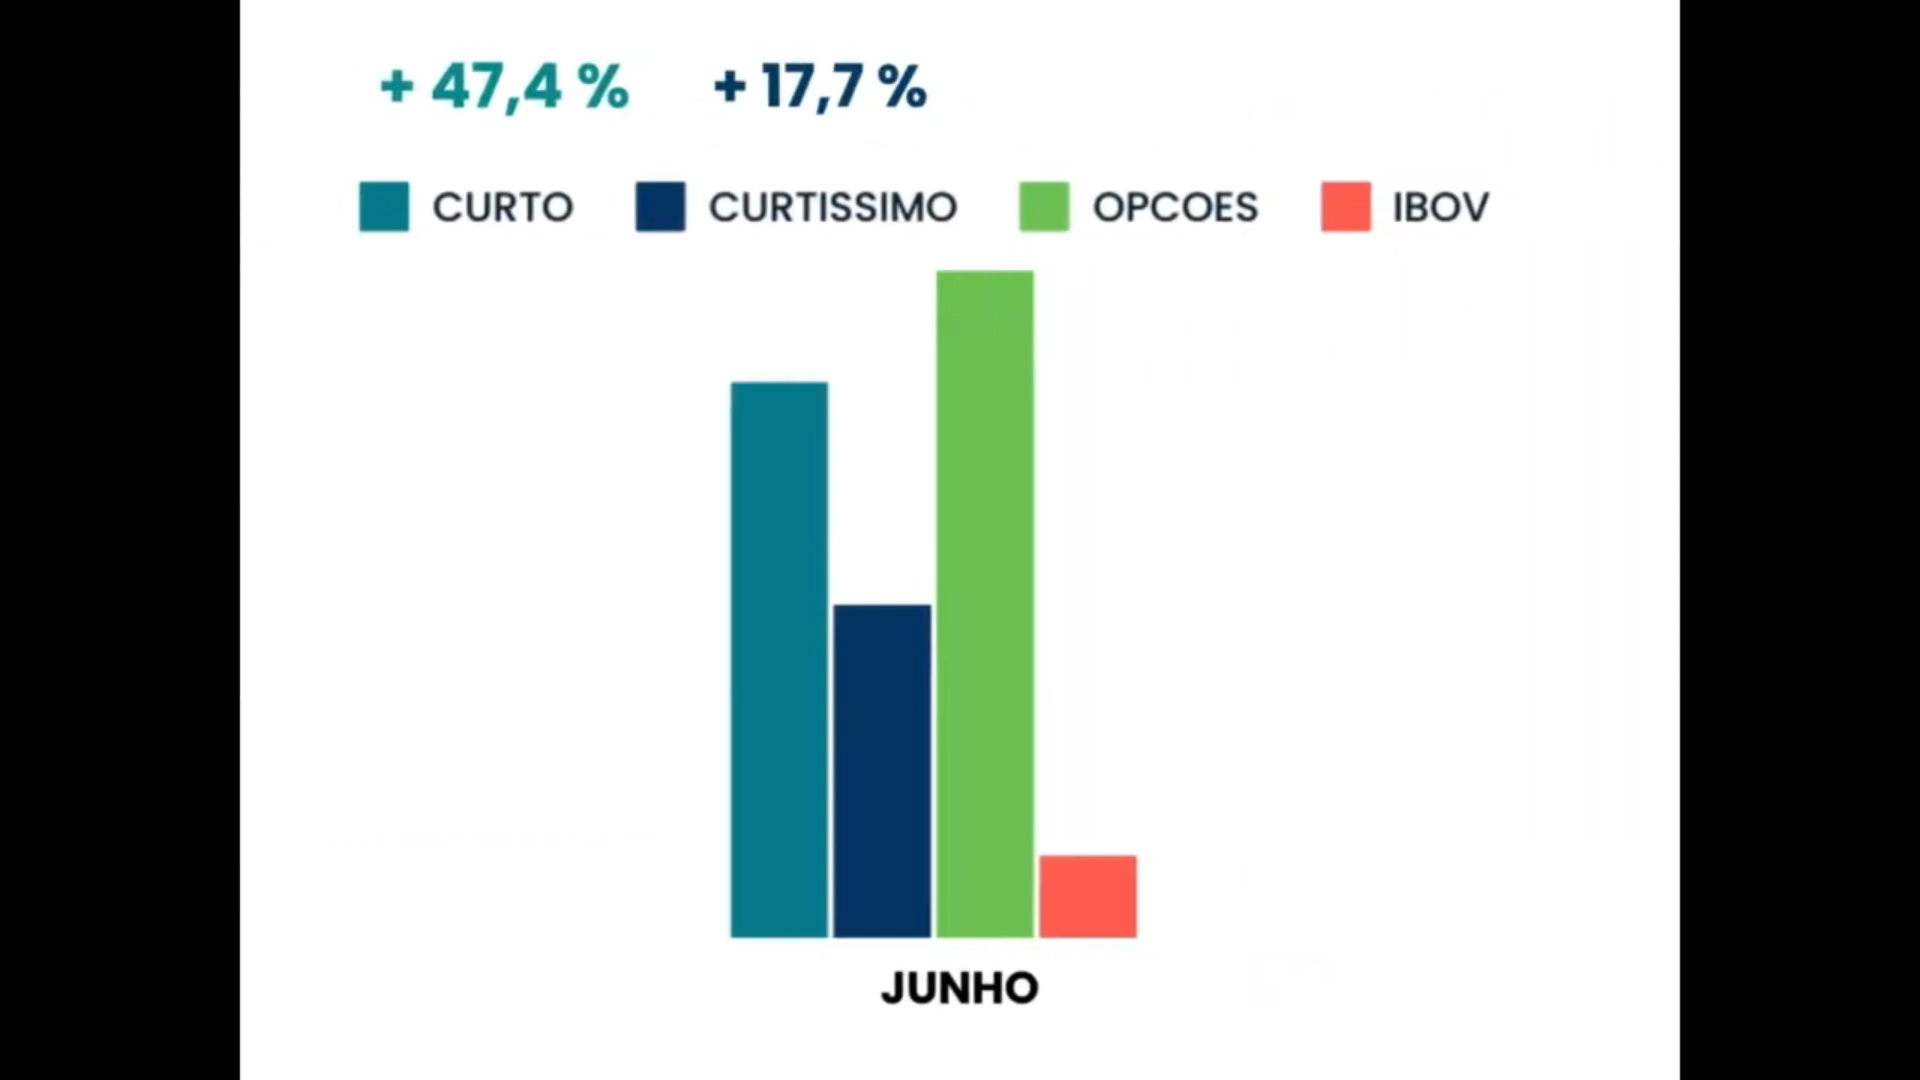 + 47,4 % + 17,7 %
CURTO CURTISSIMO OPCOES IBOV
JUNHO